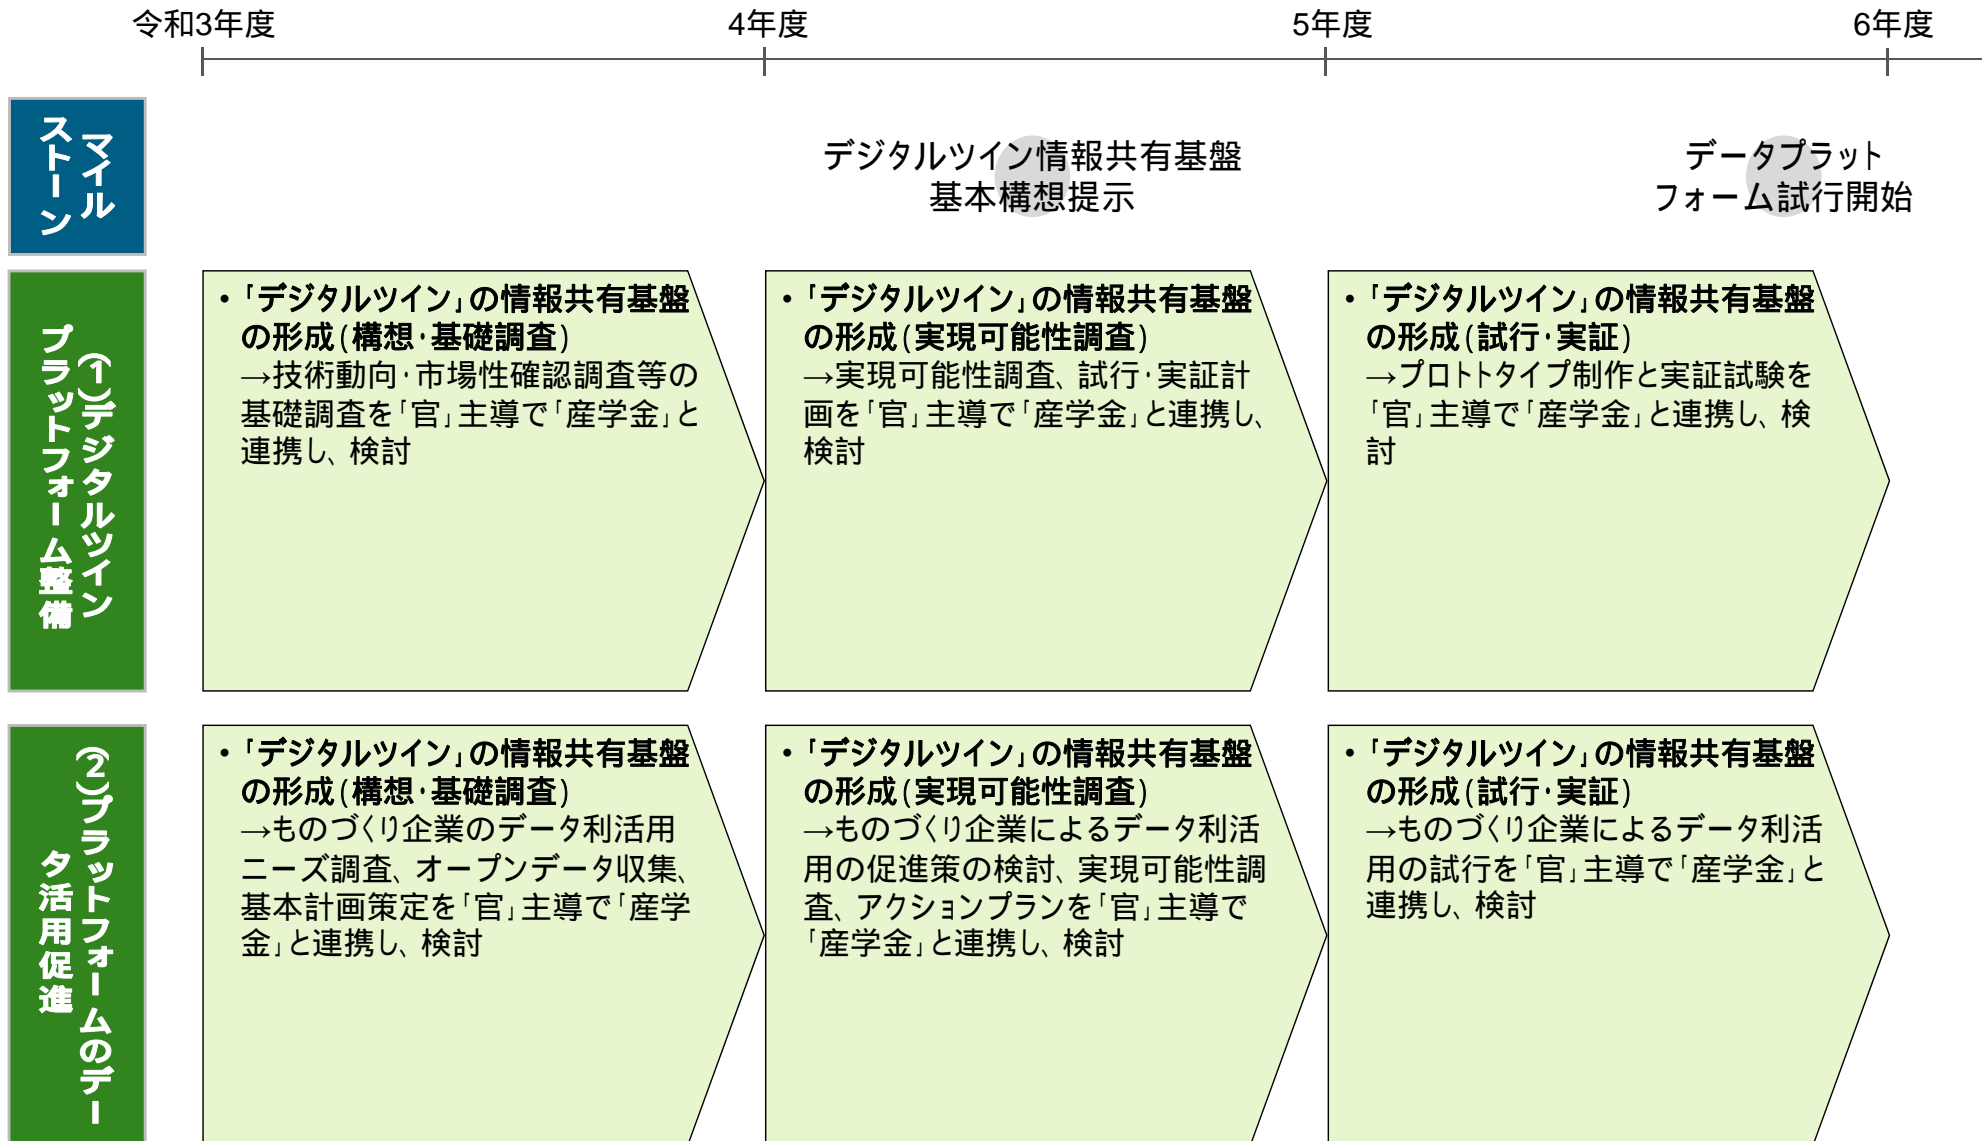 令和3年度
4年度
5年度
6年度
マイル
ストーン
デジタルツイン情報共有基盤
基本構想提示
データプラット
フォーム試行開始
(1)デジタルツイン
プラットフォーム整備
・「デジタルツイン」の情報共有基盤
の形成(構想・基礎調査)
→技術動向・市場性確認調査等の
基礎調査を「官」主導で「産学金」と
連携し、検討
・「デジタルツイン」の情報共有基盤
の形成(実現可能性調査)
→実現可能性調査、試行・実証計
画を「官」主導で「産学金」と連携し、
検討
・「デジタルツイン」の情報共有基盤
の形成(試行・実証)
→プロトトタイプ制作と実証試験を
「官」主導で「産学金」と連携し、検
討
(2)プラットフォームのデー
タ活用促進
・「デジタルツイン」の情報共有基盤
の形成(構想・基礎調査)
→ものづくり企業のデータ利活用
ニーズ調査、オープンデータ収集、
基本計画策定を「官」主導で「産学
金」と連携し、検討
・「デジタルツイン」の情報共有基盤
の形成(実現可能性調査)
→ものづくり企業によるデータ利活
用の促進策の検討、実現可能性調
査、アクションプランを「官」主導で
「産学金」と連携し、検討
・「デジタルツイン」の情報共有基盤
の形成(試行・実証)
→ものづくり企業によるデータ利活
用の試行を「官」主導で「産学金」と
連携し、検討